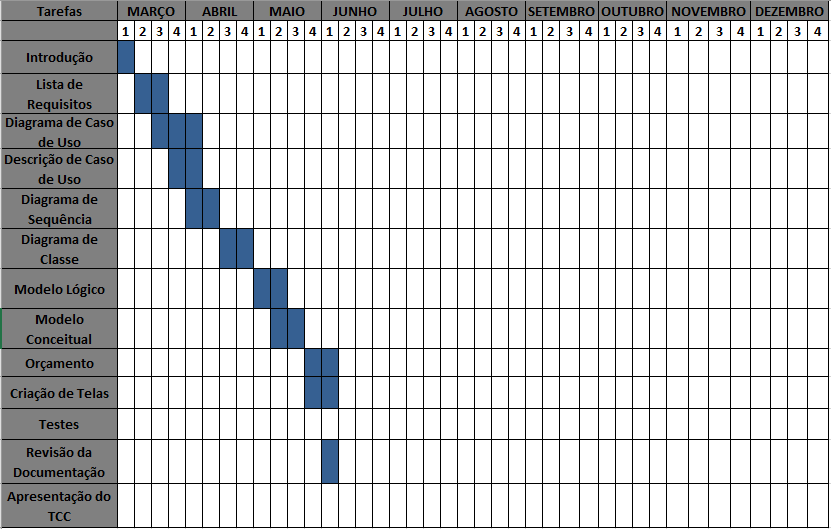 Tarefas MARÇO ABRIL MAIO JUNHO JULHO AGOSTO SETEMBRO OUTUBRO NOVEMBRO DEZEMBRO
1 2 3 4 1 2 3 4 1 2 3 4 1 2 3 4 1 2 3 4 1 2 3 4 1 2 3 4 1 2 3 4 1 2 3 4 1 2 3 4
Introdução
Lista de
Requisitos
Diagrama de Caso
de Uso
Descrição de Caso
de Uso
Diagrama de
Sequência
Diagrama de
Classe
Modelo Lógico
Modelo
Conceitual
Orçamento
Criação de Telas
Testes
Revisão da
Documentação
Apresentação do
TCC